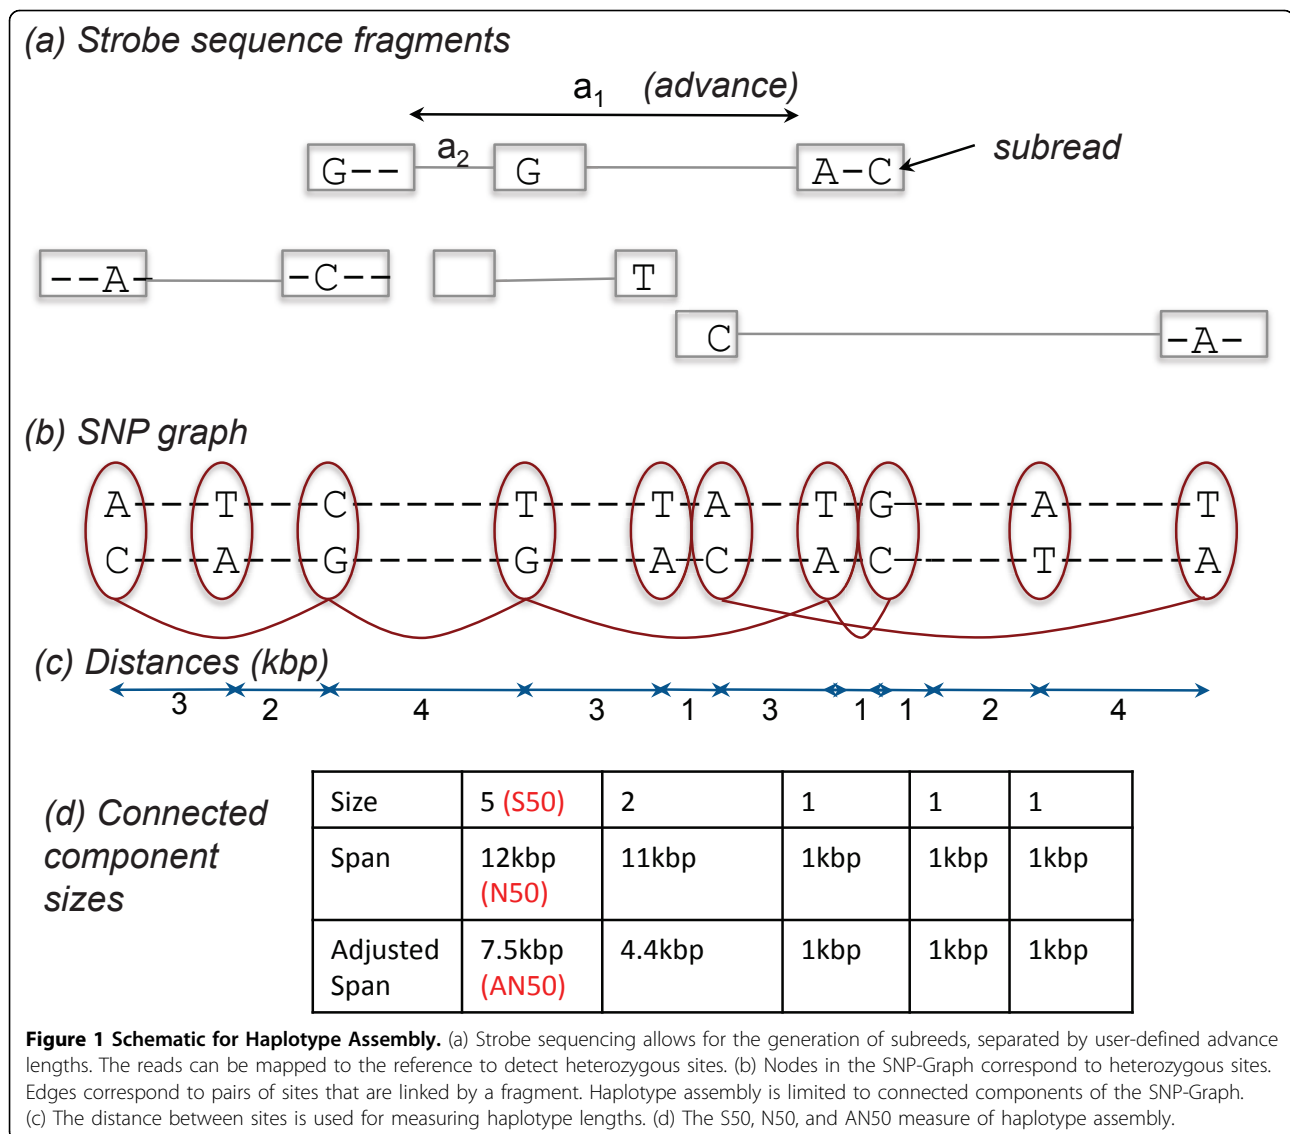 (a) Strobe sequence fragments
a1 (advance)
a2
G-- G A-C
subread
--A- -C-- T
C -A-
(b) SNP graph
A--T--C------T---T-A--T-G----A----T
C--A--G------G---A-C--A-C----T----A
(c) Distances (kbp)
3 2 4 3 1 3 1 1 2 4
(d) Connected
component
sizes
Size 5 (S50) 2 1 1 1
Span 12kbp 11kbp 1kbp 1kbp 1kbp
(N50)
Adjusted 7.5kbp 4.4kbp 1kbp 1kbp 1kbp
Span (AN50)
Figure 1 Schematic for Haplotype Assembly. (a) Strobe sequencing allows for the generation of subreeds, separated by user-defined advance
lengths. The reads can be mapped to the reference to detect heterozygous sites. (b) Nodes in the SNP-Graph correspond to heterozygous sites.
Edges correspond to pairs of sites that are linked by a fragment. Haplotype assembly is limited to connected components of the SNP-Graph.
(c) The distance between sites is used for measuring haplotype lengths. (d) The S50, N50, and AN50 measure of haplotype assembly.